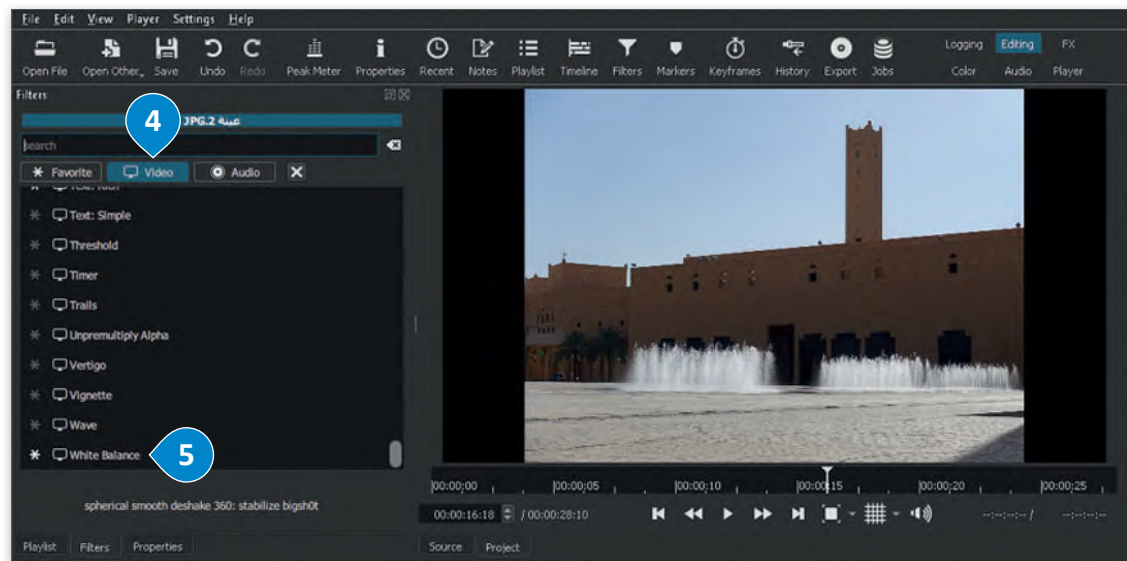 File Edit View Player Settings Help
Open File Open Other... Save Undo Redo Peak Meter Properties Recent Notes Playlist Timeline Filters Markers Keyframes History Export Jobs
Logging Editing FX
Color Audio Player
Filters
عينة 2.JPG
4
search
Favorite Video Audio
Text: Simple
Threshold
Timer
Trails
Unpremultiply Alpha
Vertigo
Vignette
Wave
White Balance
5
spherical smooth deshake 360: stabilize bigsh0t
00:00;00 00:00;05 00:00;10 00:00;15 00:00;20 00:00;25
00:00:16:18 / 00:00:28:10 --:--:--:-- / --:--:--:--
Playlist Filters Properties
Source Project